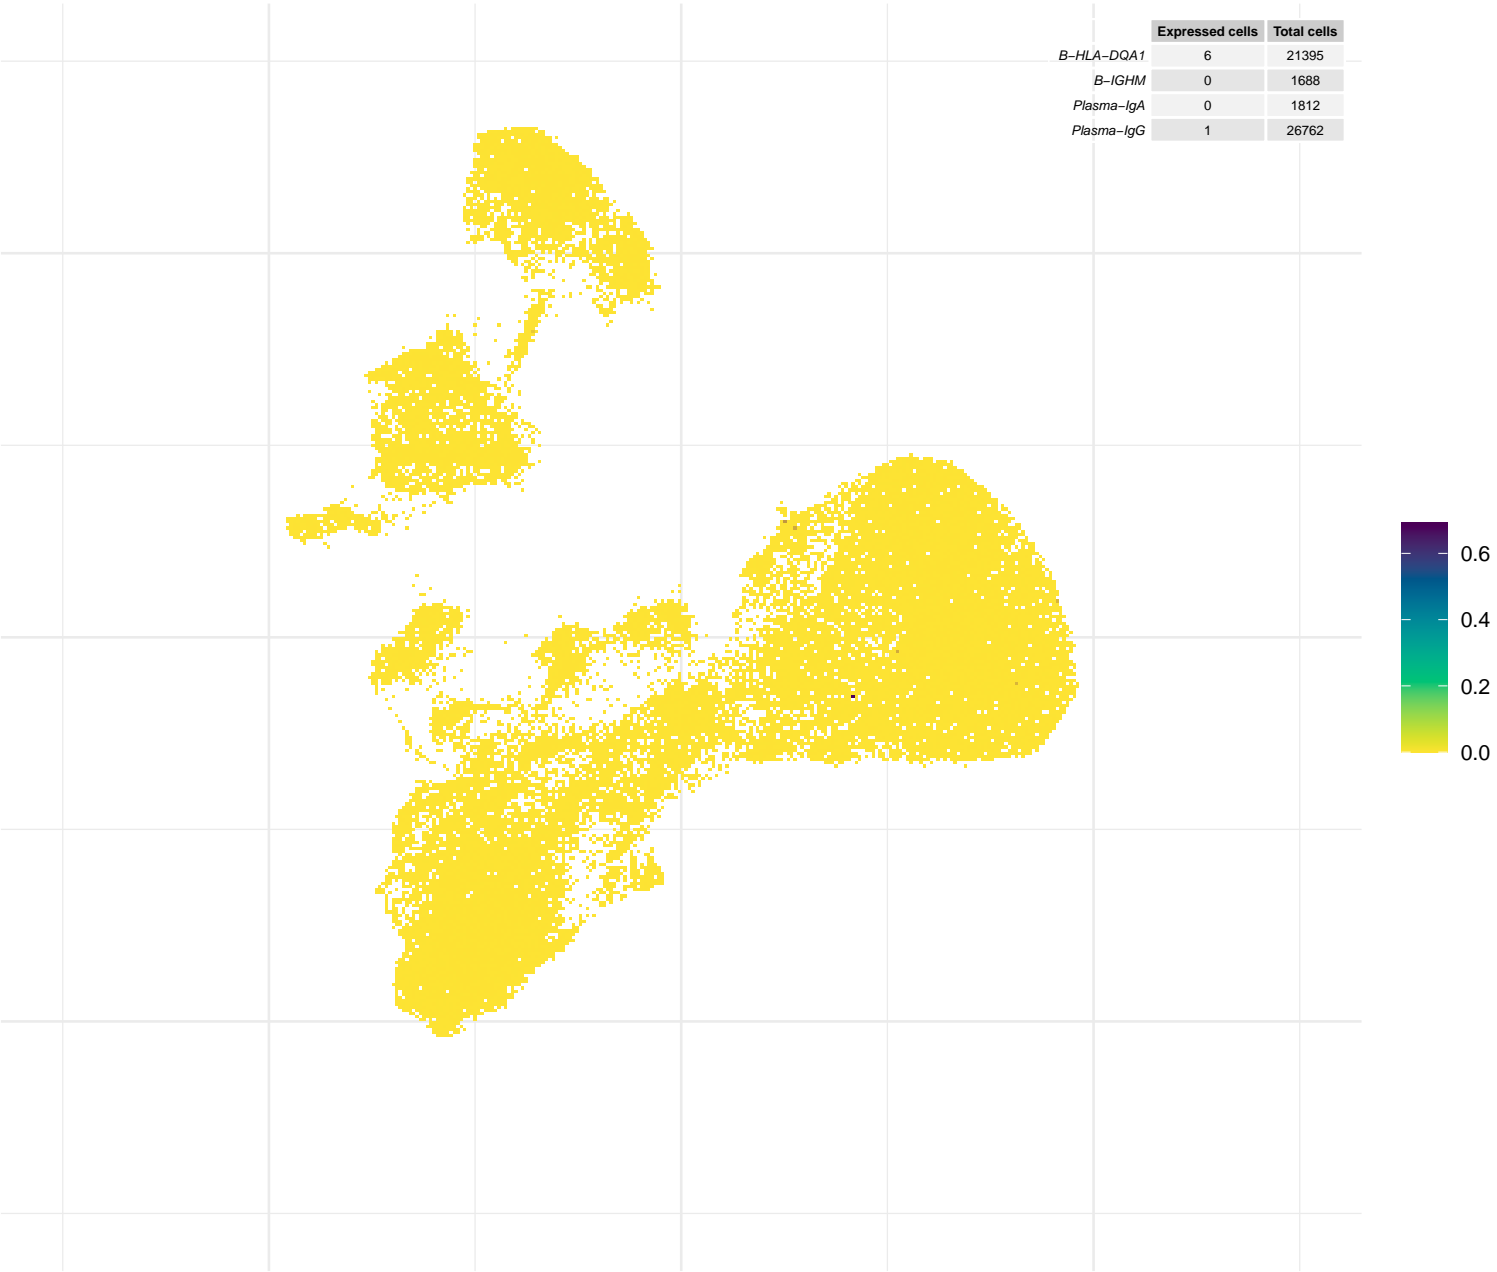 Expressed cells Total cells
B−HLA−DQA1 6 21395
B−IGHM 0 1688
Plasma−IgA 0 1812
Plasma−IgG 1 26762
0.6
0.4
0.2
0.0